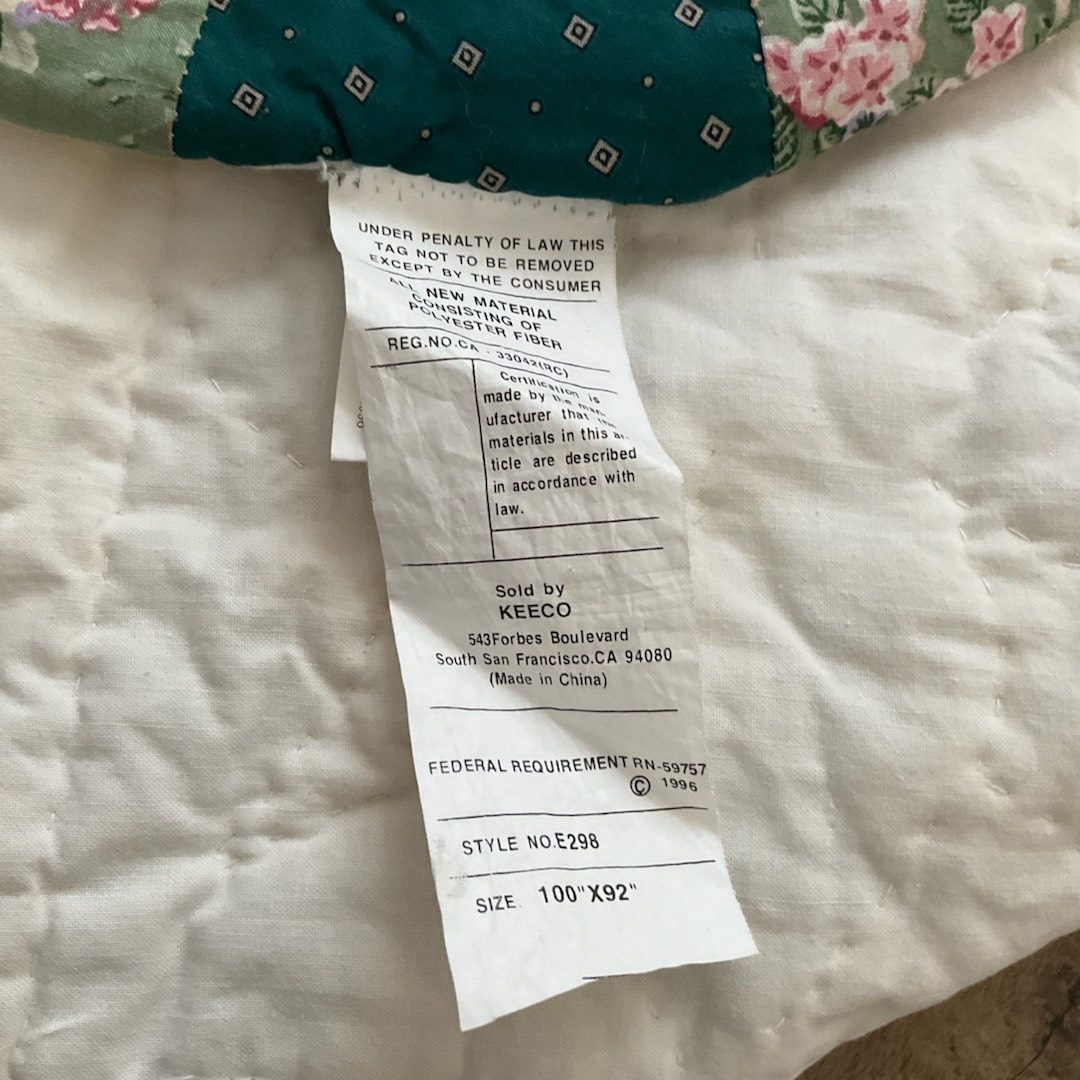 UNDER PENALTY OF LAW THIS
TAG NOT TO BE REMOVED
EXCEPT BY THE CONSUMER
ALL NEW MATERIAL
CONSISTING OF
POLYESTER FIBER
REG.NO.CA - 33042(RC)
Certification is
made by the man-
ufacturer that the
materials in this ar-
ticle are described
in accordance with
law.
Sold by
KEECO
543Forbes Boulevard
South San Francisco.CA 94080
(Made in China)
FEDERAL REQUIREMENT RN-59757
© 1996
STYLE NO.E298
SIZE. 100"X92"